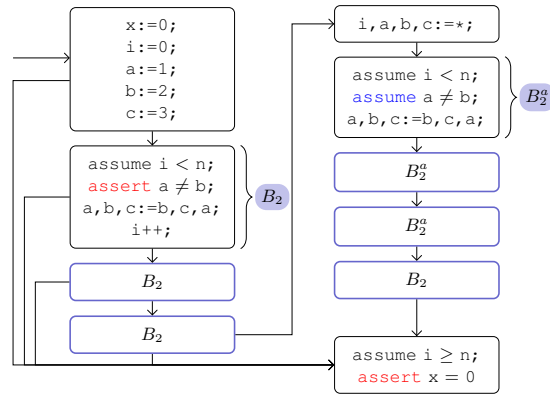 x:=0;
i:=0;
a:=1;
b:=2;
c:=3;
assume i < n;
assert a ≠ b;
a,b,c:=b,c,a;
i++;
B₂
B₂
B₂
i,a,b,c:=⋆;
assume i < n;
assume a ≠ b;
a,b,c:=b,c,a;
B₂ᵃ
B₂ᵃ
B₂ᵃ
B₂
assume i ≥ n;
assert x = 0